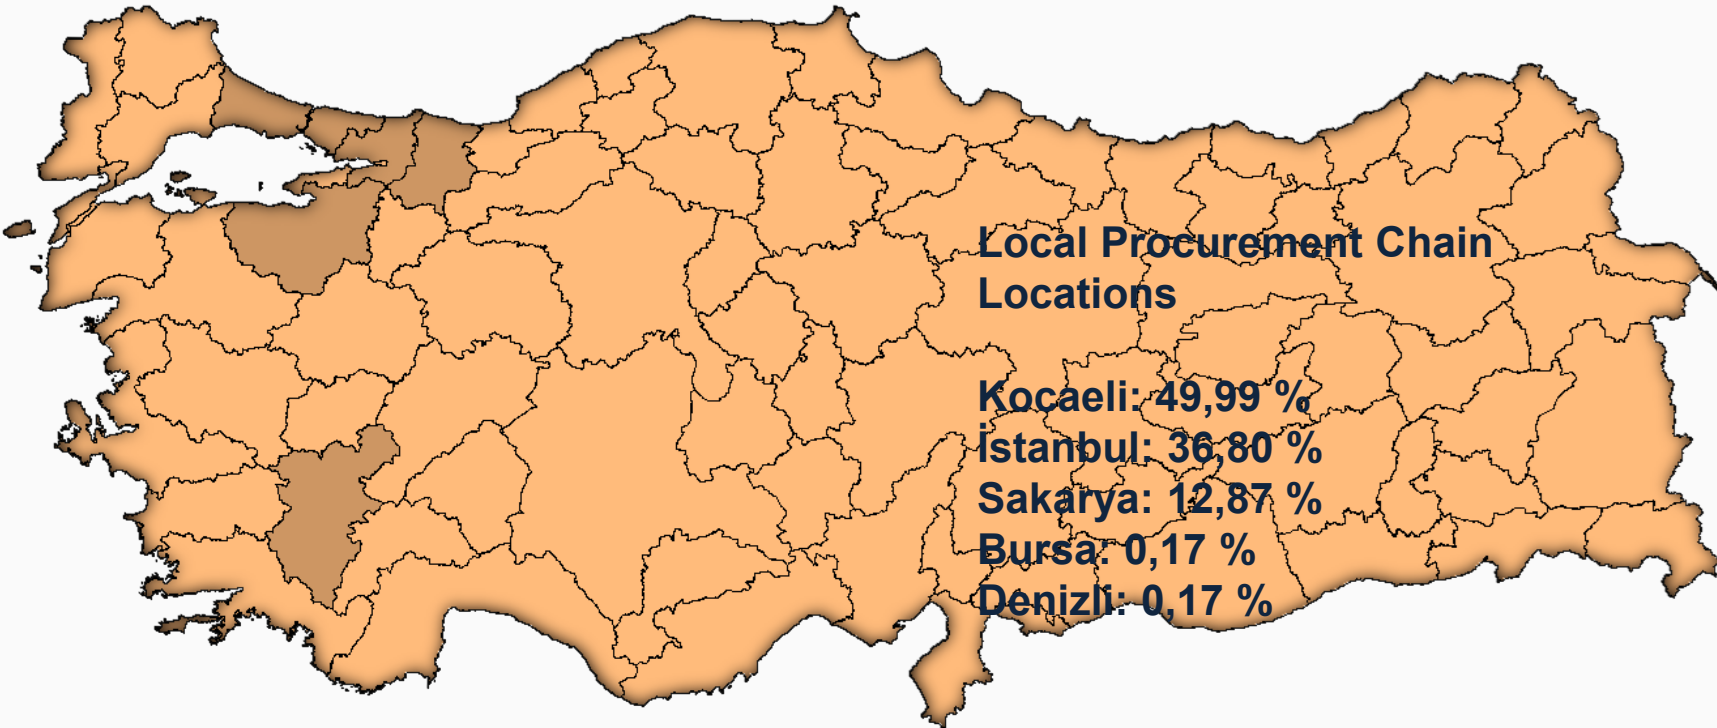 Local Procurement Chain
Locations
Kocaeli: 49,99 %
İstanbul: 36,80 %
Sakarya: 12,87 %
Bursa: 0,17 %
Denizli: 0,17 %